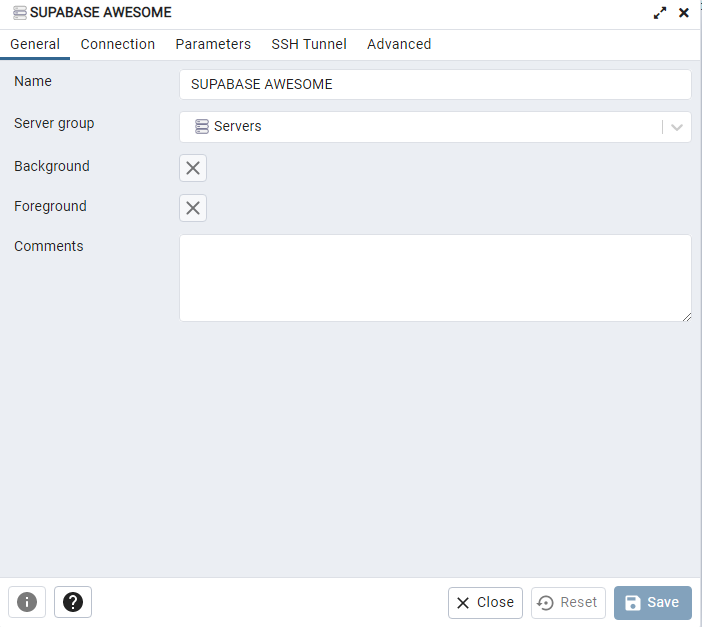 SUPABASE AWESOME
General Connection Parameters SSH Tunnel Advanced
Name SUPABASE AWESOME
Server group Servers
Background
Foreground
Comments
Close Reset Save